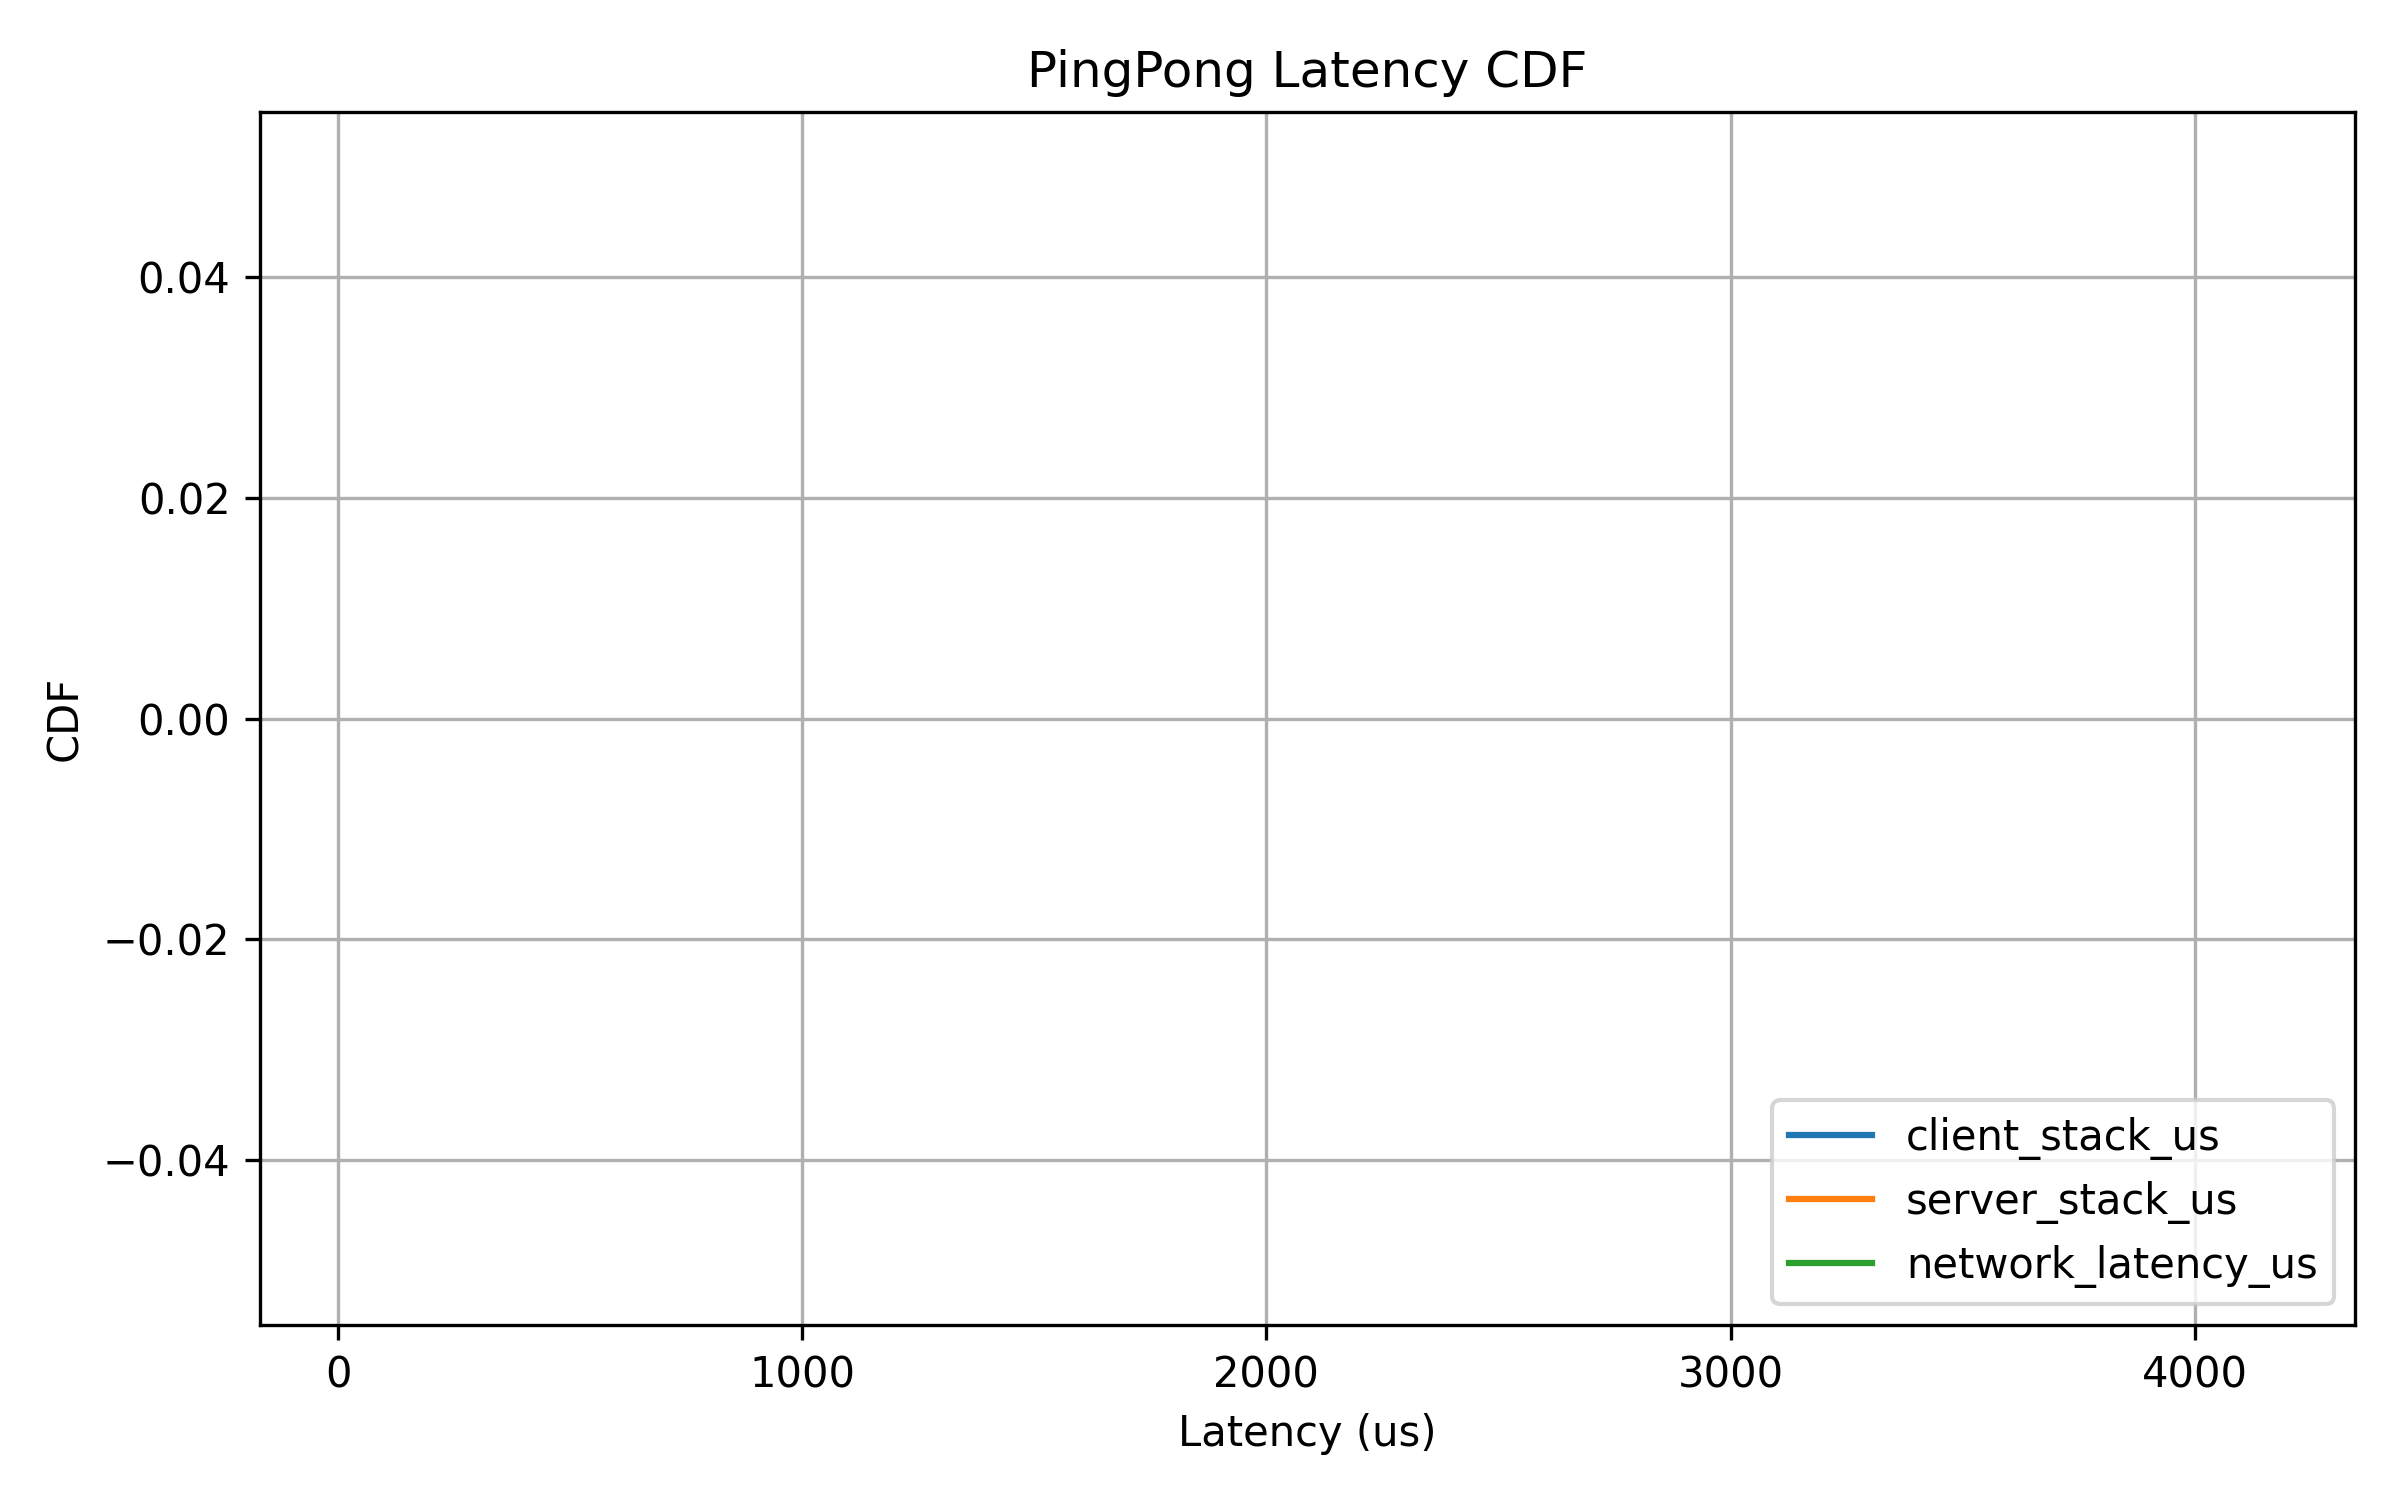 PingPong Latency CDF
0.04
0.02
0.00
−0.02
−0.04
CDF
client_stack_us
server_stack_us
network_latency_us
0 1000 2000 3000 4000
Latency (us)